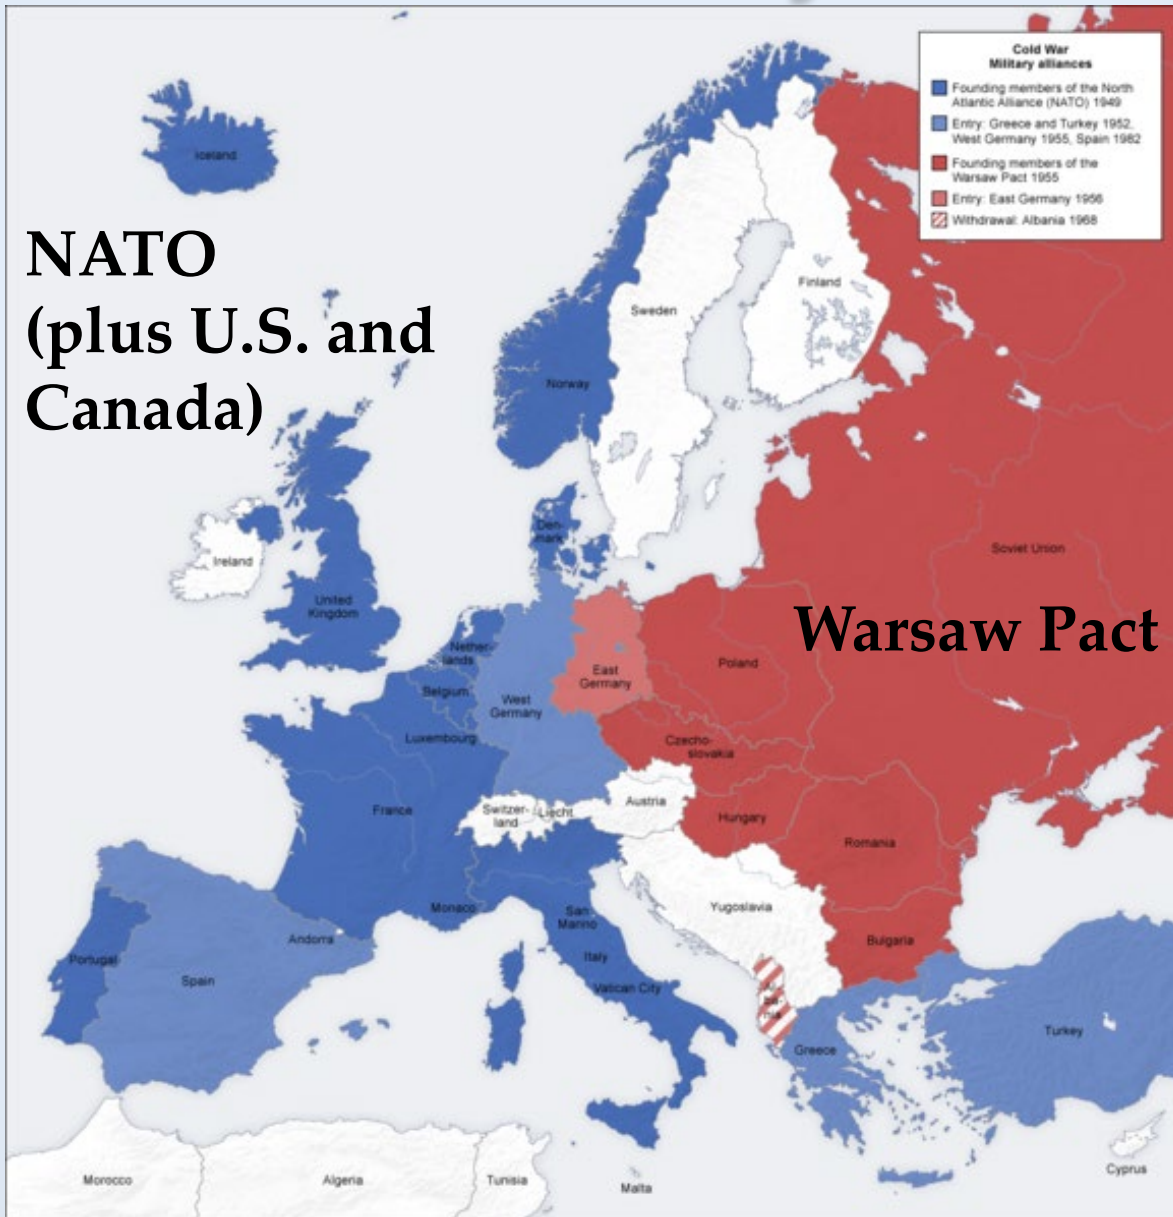 Cold War
Military alliances
Founding members of the North
Atlantic Alliance (NATO) 1949
Entry: Greece and Turkey 1952,
West Germany 1955, Spain 1982
Founding members of the
Warsaw Pact 1955
Entry: East Germany 1956
Withdrawal: Albania 1968
Iceland
NATO
(plus U.S. and
Canada)
Finland
Sweden
Norway
Den-
mark
Soviet Union
Ireland
United
Kingdom
Warsaw Pact
Nether-
lands
Poland
East
Germany
Belgium
West
Germany
Luxembourg
Czecho-
slovakia
France
Switzer-
land
Liecht
Austria
Hungary
Romania
Monaco
San
Marino
Yugoslavia
Andorra
Bulgaria
Portugal
Spain
Italy
Vatican City
Turkey
Greece
Morocco
Algeria
Tunisia
Malta
Cyprus